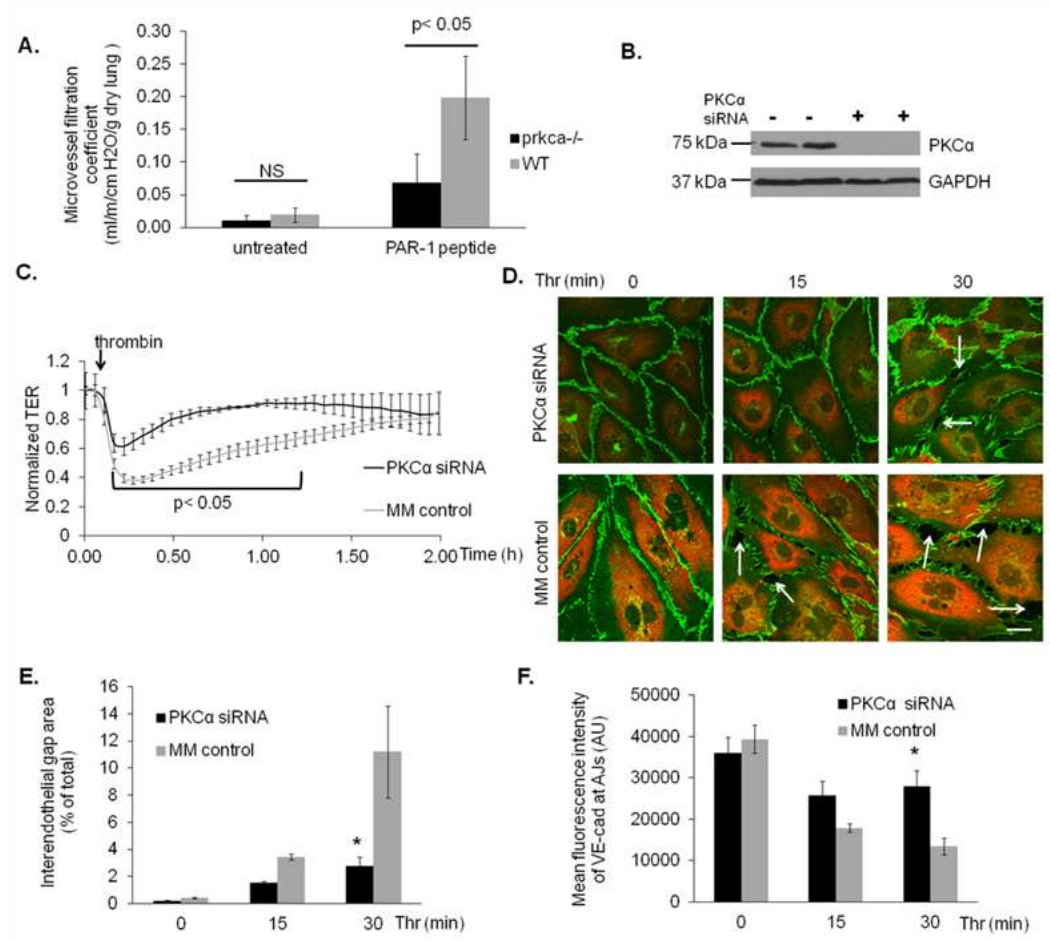 A.
Microvessel filtration
coefficient
(ml/m/cm H2O/g dry lung)
0.30
0.25
0.20
0.15
0.10
0.05
0.00
NS
p< 0.05
prkca-/-
WT
untreated
PAR-1 peptide
B.
PKCα
siRNA
- - + +
75 kDa
PKCα
37 kDa
GAPDH
C.
thrombin
Normalized TER
1.2
1
0.8
0.6
0.4
0.2
0
p< 0.05
PKCα siRNA
MM control
0.00 0.50 1.00 1.50 2.00 Time (h)
D.
Thr (min) 0 15 30
PKCα siRNA
MM control
E.
Interendothelial gap area
(% of total)
16
14
12
10
8
6
4
2
0
PKCα siRNA
MM control
*
0 15 30 Thr (min)
F.
Mean fluorescence intensity
of VE-cad at AJs (AU)
50000
40000
30000
20000
10000
0
PKCα siRNA
MM control
*
0 15 30 Thr (min)